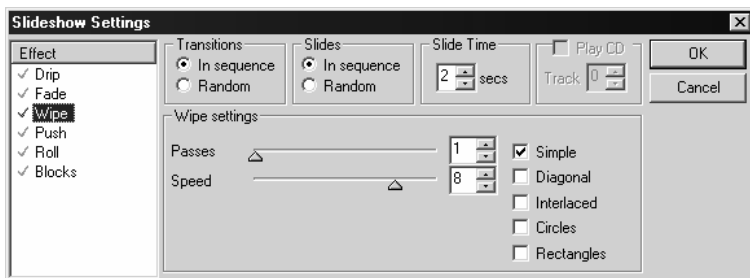 Slideshow Settings
Effect
Drip
Fade
Wipe
Push
Roll
Blocks
Transitions
In sequence
Random
Slides
In sequence
Random
Slide Time
2 secs
Play CD
Track 0
OK
Cancel
Wipe settings
Passes 1
Speed 8
Simple
Diagonal
Interlaced
Circles
Rectangles